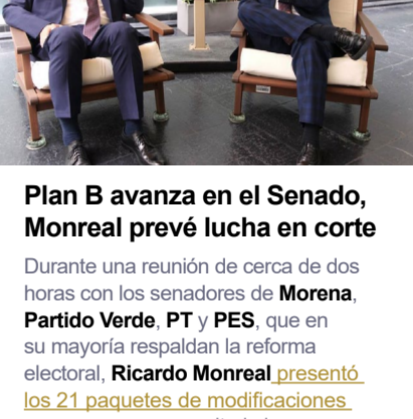 Plan B avanza en el Senado,
Monreal prevé lucha en corte
Durante una reunión de cerca de dos
horas con los senadores de Morena,
Partido Verde, PT y PES, que en
su mayoría respaldan la reforma
electoral, Ricardo Monreal presentó
los 21 paquetes de modificaciones